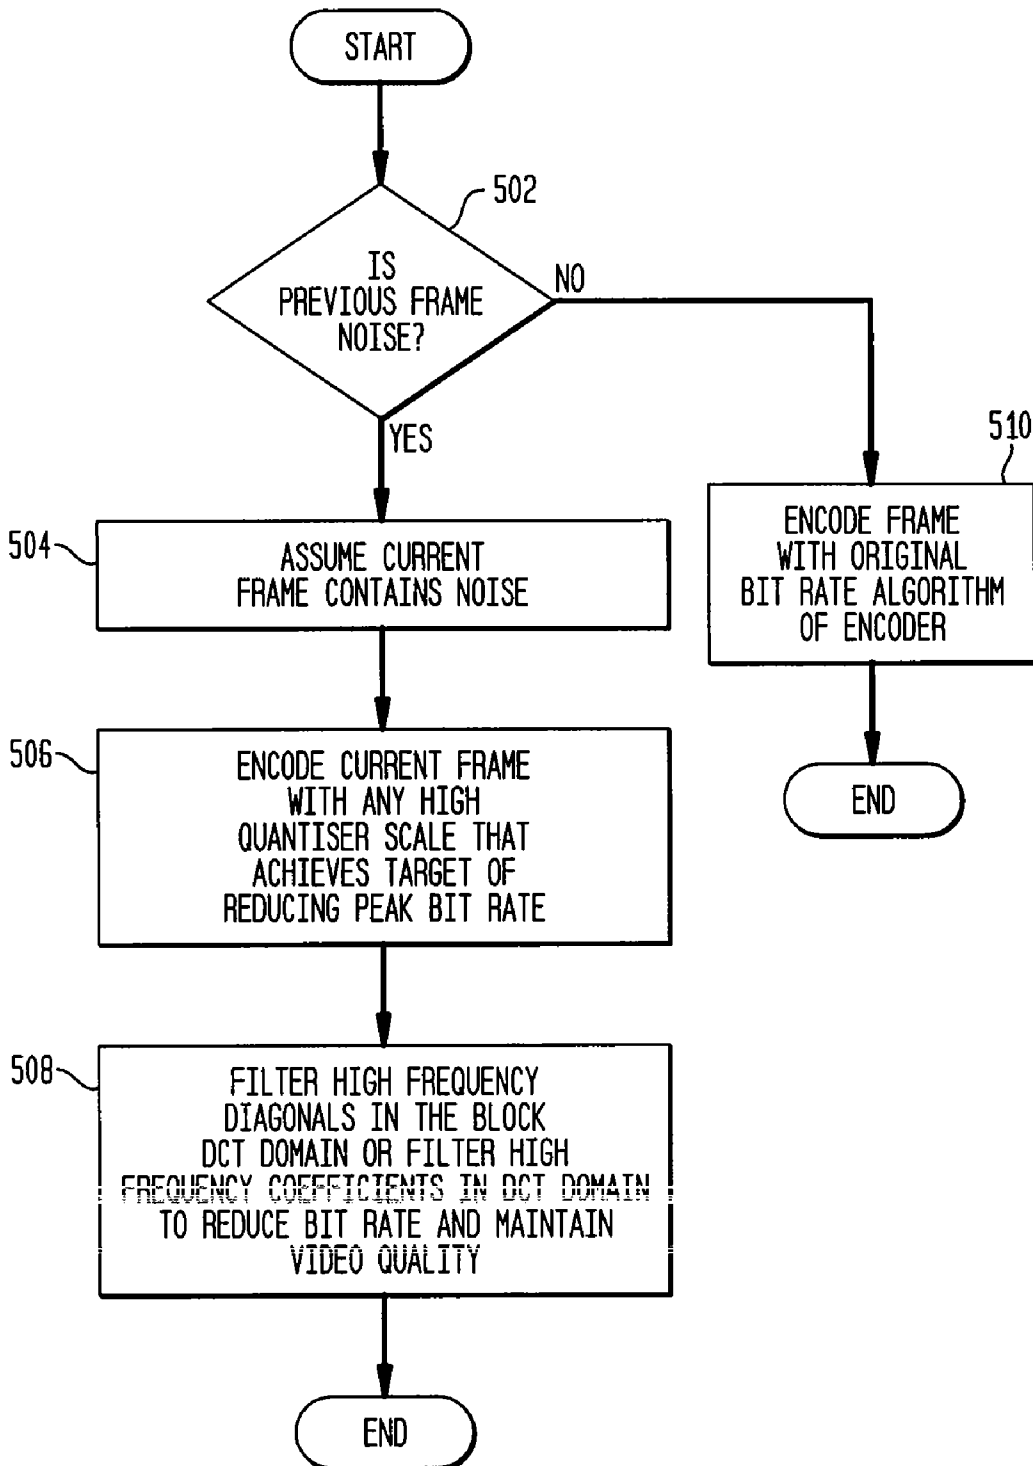 START
502
IS
PREVIOUS FRAME
NOISE?
NO
YES
510
504
ASSUME CURRENT
FRAME CONTAINS NOISE
ENCODE FRAME
WITH ORIGINAL
BIT RATE ALGORITHM
OF ENCODER
506
ENCODE CURRENT FRAME
WITH ANY HIGH
QUANTISER SCALE THAT
ACHIEVES TARGET OF
REDUCING PEAK BIT RATE
END
508
FILTER HIGH FREQUENCY
DIAGONALS IN THE BLOCK
DCT DOMAIN OR FILTER HIGH
FREQUENCY COEFFICIENTS IN DCT DOMAIN
TO REDUCE BIT RATE AND MAINTAIN
VIDEO QUALITY
END